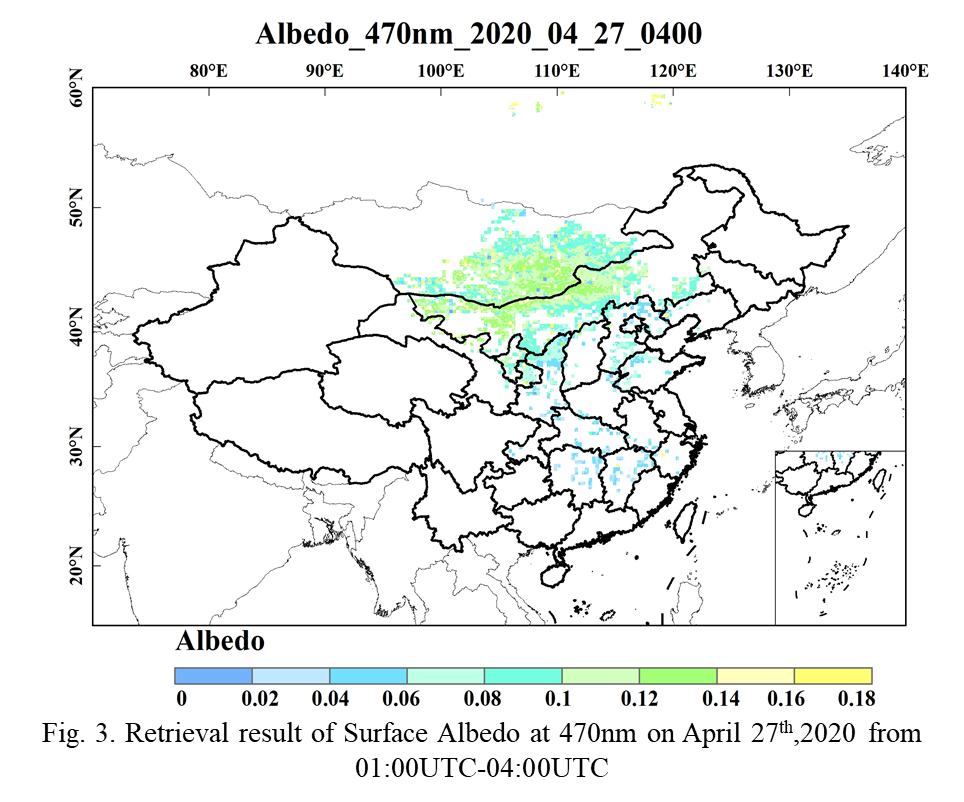 Albedo_470nm_2020_04_27_0400
80°E 90°E 100°E 110°E 120°E 130°E 140°E
60°N
50°N
40°N
30°N
20°N
Albedo
0 0.02 0.04 0.06 0.08 0.1 0.12 0.14 0.16 0.18
Fig. 3. Retrieval result of Surface Albedo at 470nm on April 27th,2020 from
01:00UTC-04:00UTC